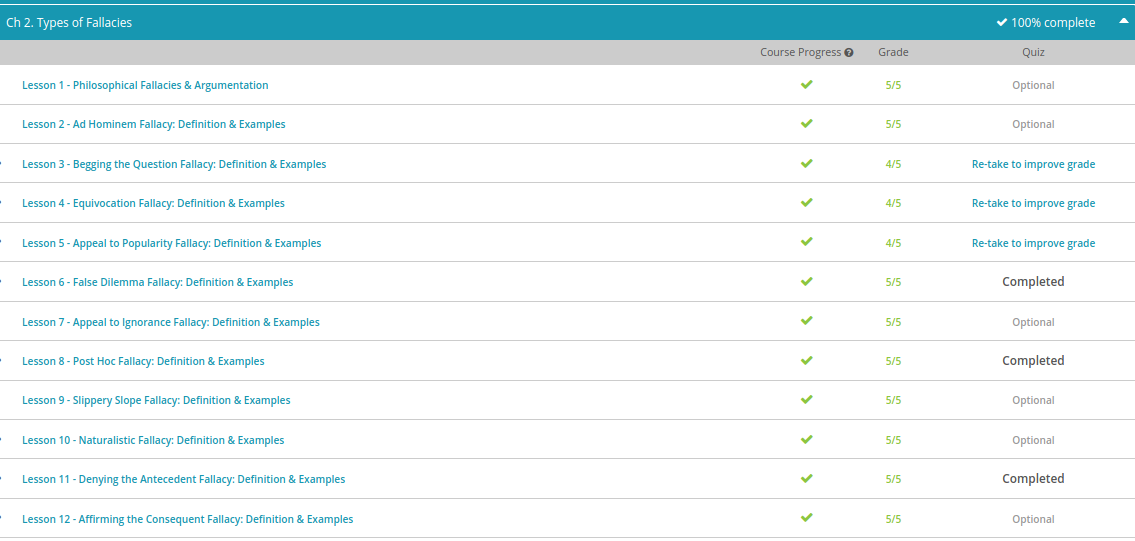 Ch 2. Types of Fallacies 100% complete
Course Progress ? Grade Quiz
Lesson 1 - Philosophical Fallacies & Argumentation 5/5 Optional
Lesson 2 - Ad Hominem Fallacy: Definition & Examples 5/5 Optional
Lesson 3 - Begging the Question Fallacy: Definition & Examples 4/5 Re-take to improve grade
Lesson 4 - Equivocation Fallacy: Definition & Examples 4/5 Re-take to improve grade
Lesson 5 - Appeal to Popularity Fallacy: Definition & Examples 4/5 Re-take to improve grade
Lesson 6 - False Dilemma Fallacy: Definition & Examples 5/5 Completed
Lesson 7 - Appeal to Ignorance Fallacy: Definition & Examples 5/5 Optional
Lesson 8 - Post Hoc Fallacy: Definition & Examples 5/5 Completed
Lesson 9 - Slippery Slope Fallacy: Definition & Examples 5/5 Optional
Lesson 10 - Naturalistic Fallacy: Definition & Examples 5/5 Optional
Lesson 11 - Denying the Antecedent Fallacy: Definition & Examples 5/5 Completed
Lesson 12 - Affirming the Consequent Fallacy: Definition & Examples 5/5 Optional